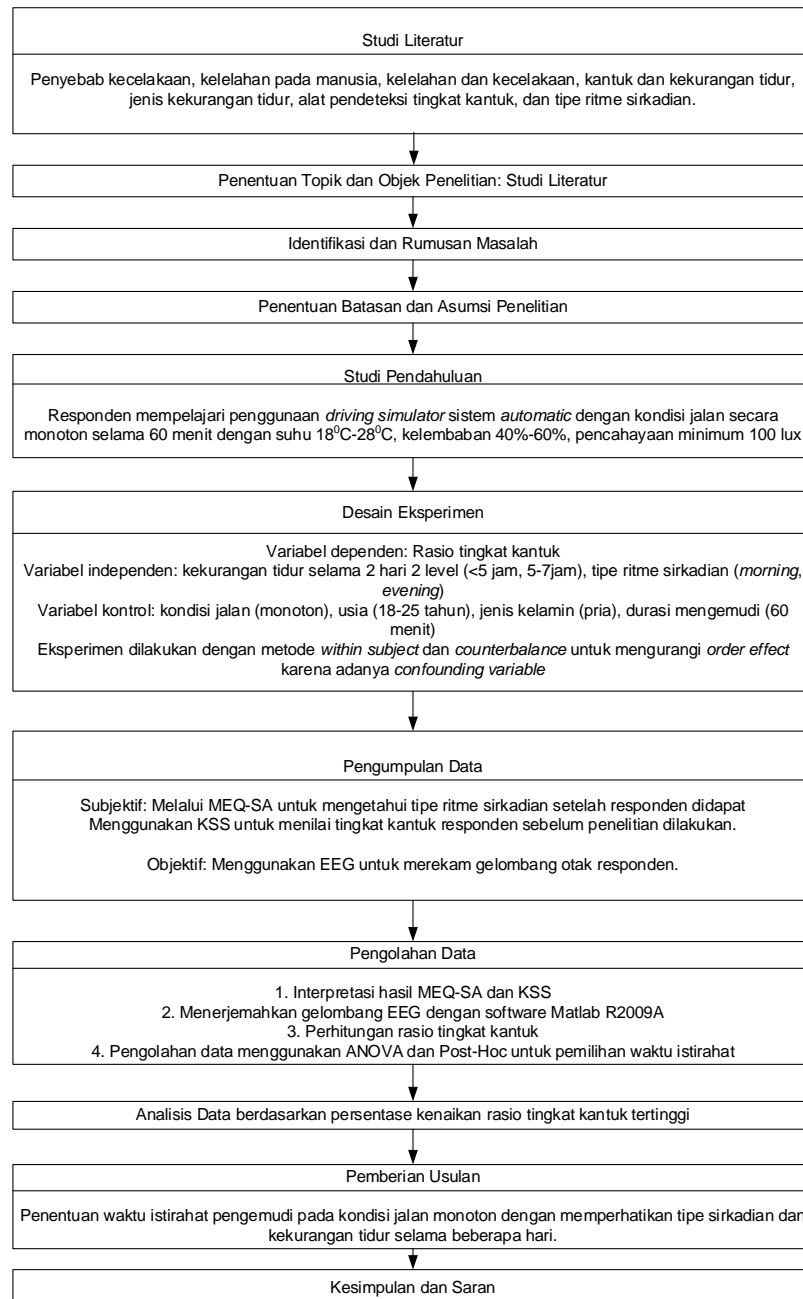 Studi Literatur
Penyebab kecelakaan, kelelahan pada manusia, kelelahan dan kecelakaan, kantuk dan kekurangan tidur,
jenis kekurangan tidur, alat pendeteksi tingkat kantuk, dan tipe ritme sirkadian.
Penentuan Topik dan Objek Penelitian: Studi Literatur
Identifikasi dan Rumusan Masalah
Penentuan Batasan dan Asumsi Penelitian
Studi Pendahuluan
Responden mempelajari penggunaan driving simulator sistem automatic dengan kondisi jalan secara
monoton selama 60 menit dengan suhu 18⁰C-28⁰C, kelembaban 40%-60%, pencahayaan minimum 100 lux
Desain Eksperimen
Variabel dependen: Rasio tingkat kantuk
Variabel independen: kekurangan tidur selama 2 hari 2 level (<5 jam, 5-7jam), tipe ritme sirkadian (morning,
evening)
Variabel kontrol: kondisi jalan (monoton), usia (18-25 tahun), jenis kelamin (pria), durasi mengemudi (60
menit)
Eksperimen dilakukan dengan metode within subject dan counterbalance untuk mengurangi order effect
karena adanya confounding variable
Pengumpulan Data
Subjektif: Melalui MEQ-SA untuk mengetahui tipe ritme sirkadian setelah responden didapat
Menggunakan KSS untuk menilai tingkat kantuk responden sebelum penelitian dilakukan.
Objektif: Menggunakan EEG untuk merekam gelombang otak responden.
Pengolahan Data
1. Interpretasi hasil MEQ-SA dan KSS
2. Menerjemahkan gelombang EEG dengan software Matlab R2009A
3. Perhitungan rasio tingkat kantuk
4. Pengolahan data menggunakan ANOVA dan Post-Hoc untuk pemilihan waktu istirahat
Analisis Data berdasarkan persentase kenaikan rasio tingkat kantuk tertinggi
Pemberian Usulan
Penentuan waktu istirahat pengemudi pada kondisi jalan monoton dengan memperhatikan tipe sirkadian dan
kekurangan tidur selama beberapa hari.
Kesimpulan dan Saran